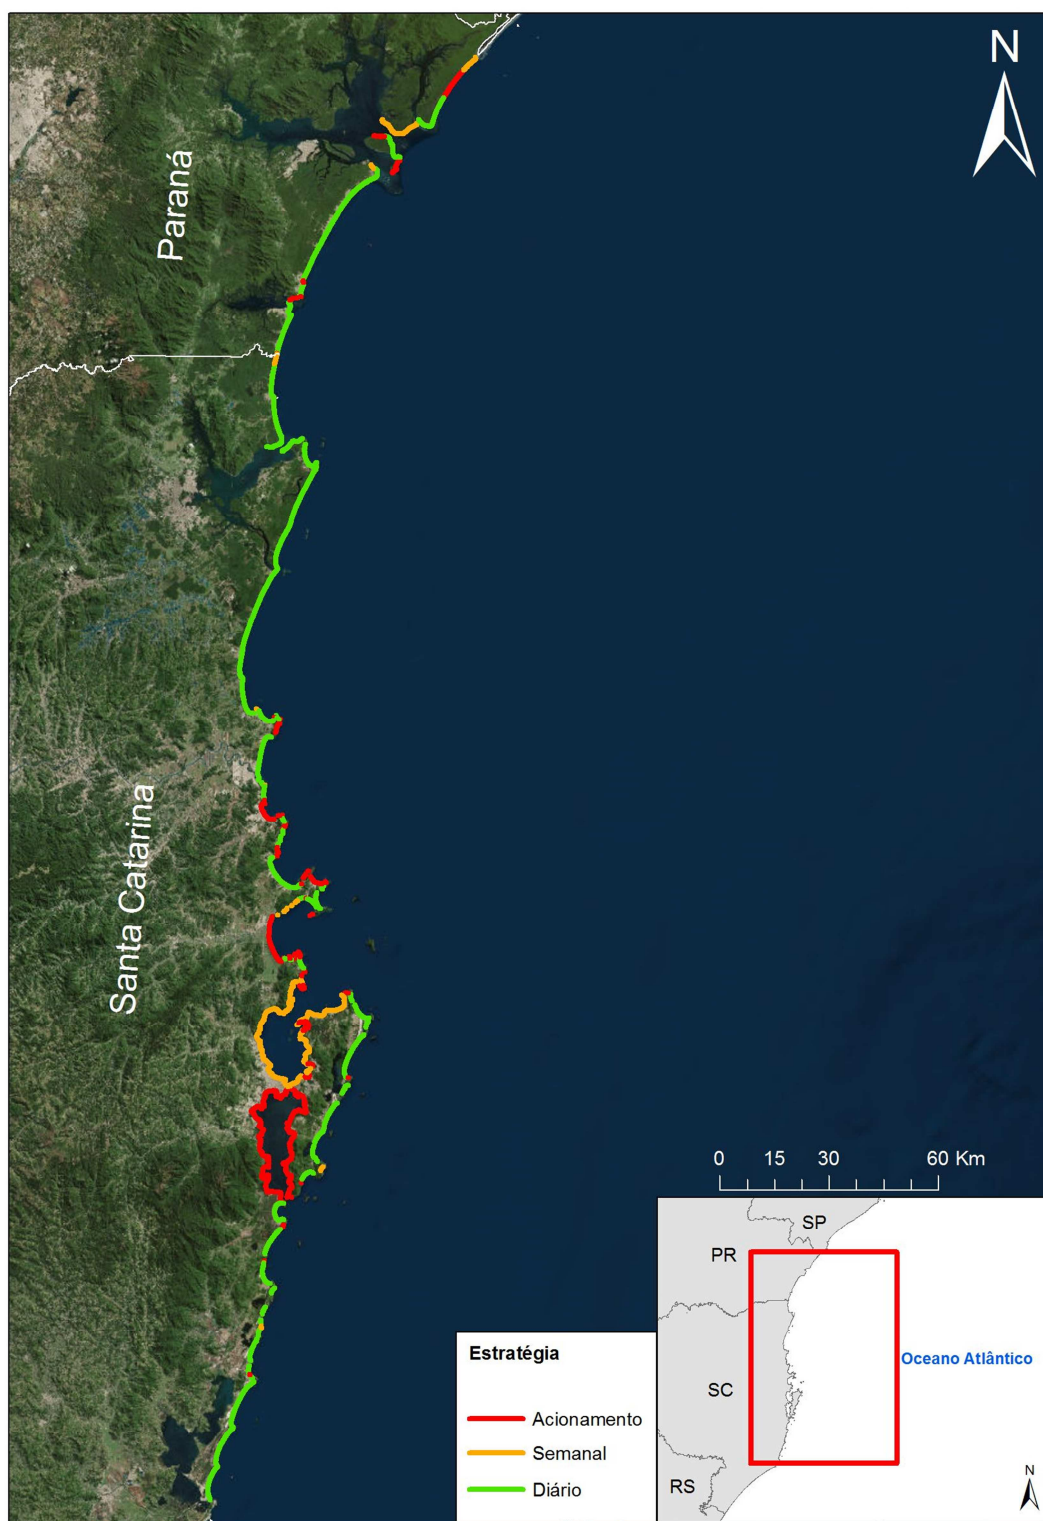 N
Paraná
Santa Catarina
0 15 30 60 Km
Estratégia
Acionamento
Semanal
Diário
SP
PR
Oceano Atlântico
SC
RS
N